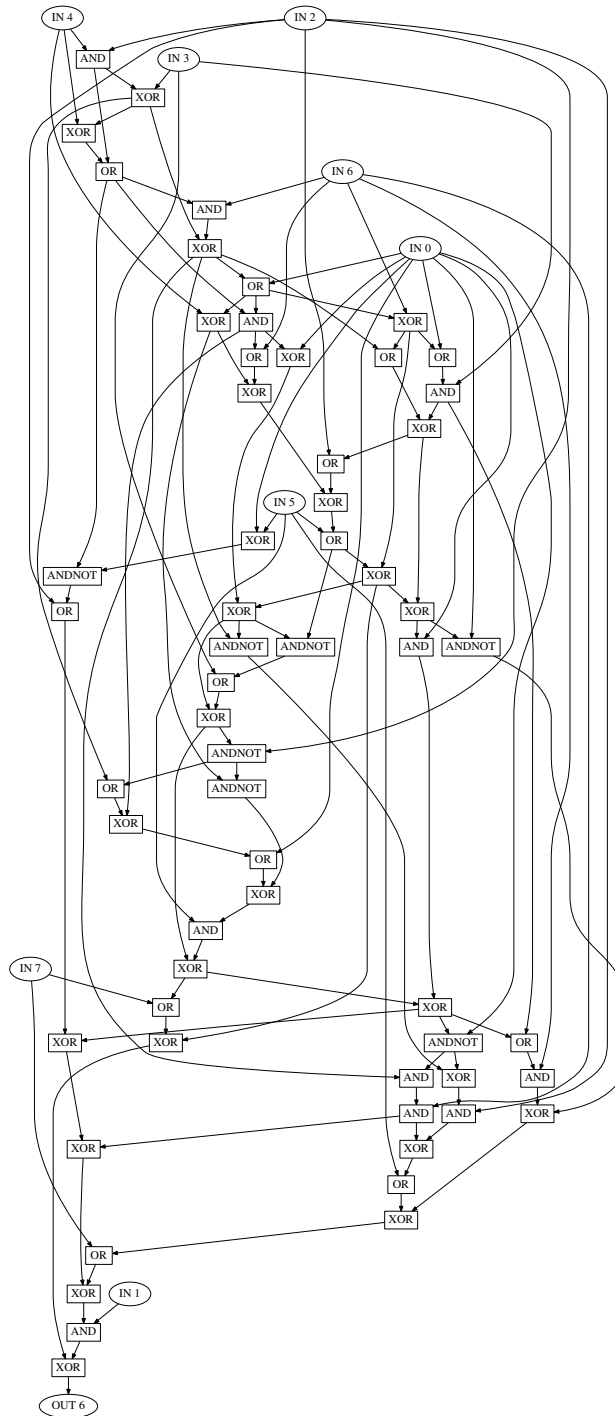 IN 4
IN 2
AND
IN 3
XOR
XOR
OR
IN 6
AND
XOR
IN 0
OR
XOR
AND
XOR
OR
XOR
OR
OR
XOR
AND
XOR
OR
XOR
IN 5
XOR
OR
ANDNOT
XOR
OR
XOR
XOR
ANDNOT
ANDNOT
AND
ANDNOT
OR
XOR
ANDNOT
OR
ANDNOT
XOR
OR
XOR
AND
IN 7
XOR
OR
XOR
XOR
XOR
ANDNOT
OR
AND
XOR
AND
AND
AND
XOR
XOR
XOR
OR
XOR
OR
XOR
IN 1
AND
XOR
OUT 6